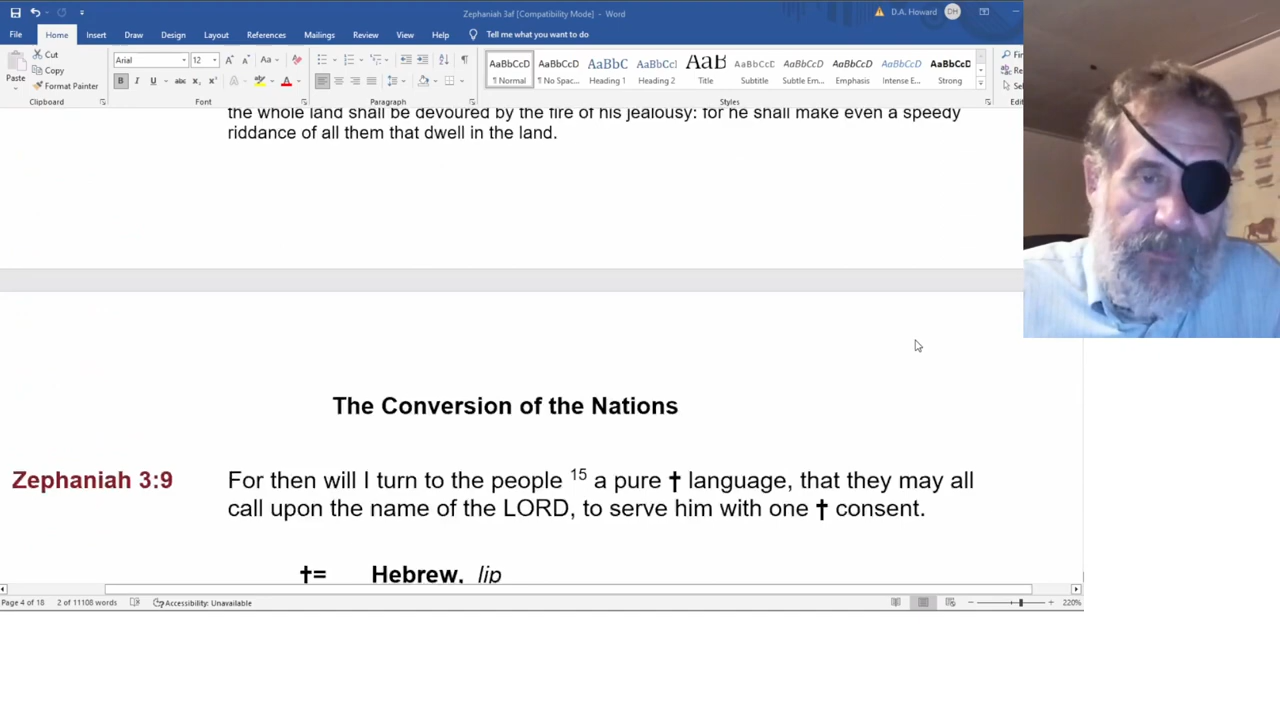 Zephaniah 3af [Compatibility Mode] - Word
D.A. Howard DH
File Home Insert Draw Design Layout References Mailings Review View Help Tell me what you want to do
Paste
Cut
Copy
Format Painter
Arial 12
B I U abc x₂ x² A
AaBbCcD AaBbCcD AaBbC AaBbCcl AaB AaBbCcD AaBbCcD AaBbCcD AaBbCcD AaBbCcD
¶ Normal ¶ No Spac... Heading 1 Heading 2 Title Subtitle Subtle Em... Emphasis Intense E... Strong
Clipboard Font Paragraph Styles
the whole land shall be devoured by the fire of his jealousy: for he shall make even a speedy
riddance of all them that dwell in the land.
The Conversion of the Nations
Zephaniah 3:9 For then will I turn to the people 15 a pure † language, that they may all
call upon the name of the LORD, to serve him with one † consent.
†= Hebrew, lip
Page 4 of 18 2 of 11108 words Accessibility: Unavailable 220%